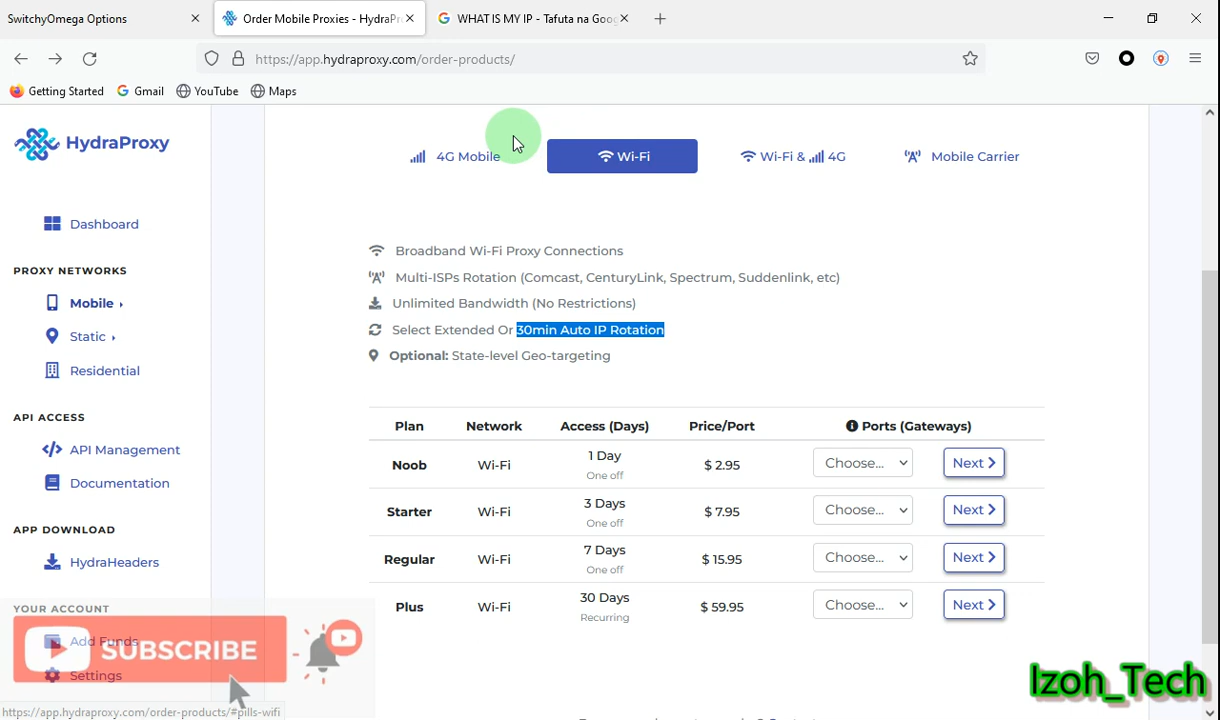 SwitchyOmega Options
Order Mobile Proxies - HydraPro
WHAT IS MY IP - Tafuta na Goog
https://app.hydraproxy.com/order-products/
Getting Started
Gmail
YouTube
Maps
HydraProxy
Dashboard
PROXY NETWORKS
Mobile
Static
Residential
API ACCESS
API Management
Documentation
APP DOWNLOAD
HydraHeaders
YOUR ACCOUNT
Add Funds
Settings
SUBSCRIBE
https://app.hydraproxy.com/order-products/#pills-wifi
4G Mobile
Wi-Fi
Wi-Fi & 4G
Mobile Carrier
Broadband Wi-Fi Proxy Connections
Multi-ISPs Rotation (Comcast, CenturyLink, Spectrum, Suddenlink, etc)
Unlimited Bandwidth (No Restrictions)
Select Extended Or 30min Auto IP Rotation
Optional: State-level Geo-targeting
Plan Network Access (Days) Price/Port Ports (Gateways)
Noob Wi-Fi 1 Day $ 2.95 Choose... Next
One off
Starter Wi-Fi 3 Days $ 7.95 Choose... Next
One off
Regular Wi-Fi 7 Days $ 15.95 Choose... Next
One off
Plus Wi-Fi 30 Days $ 59.95 Choose... Next
Recurring
Izoh_Tech